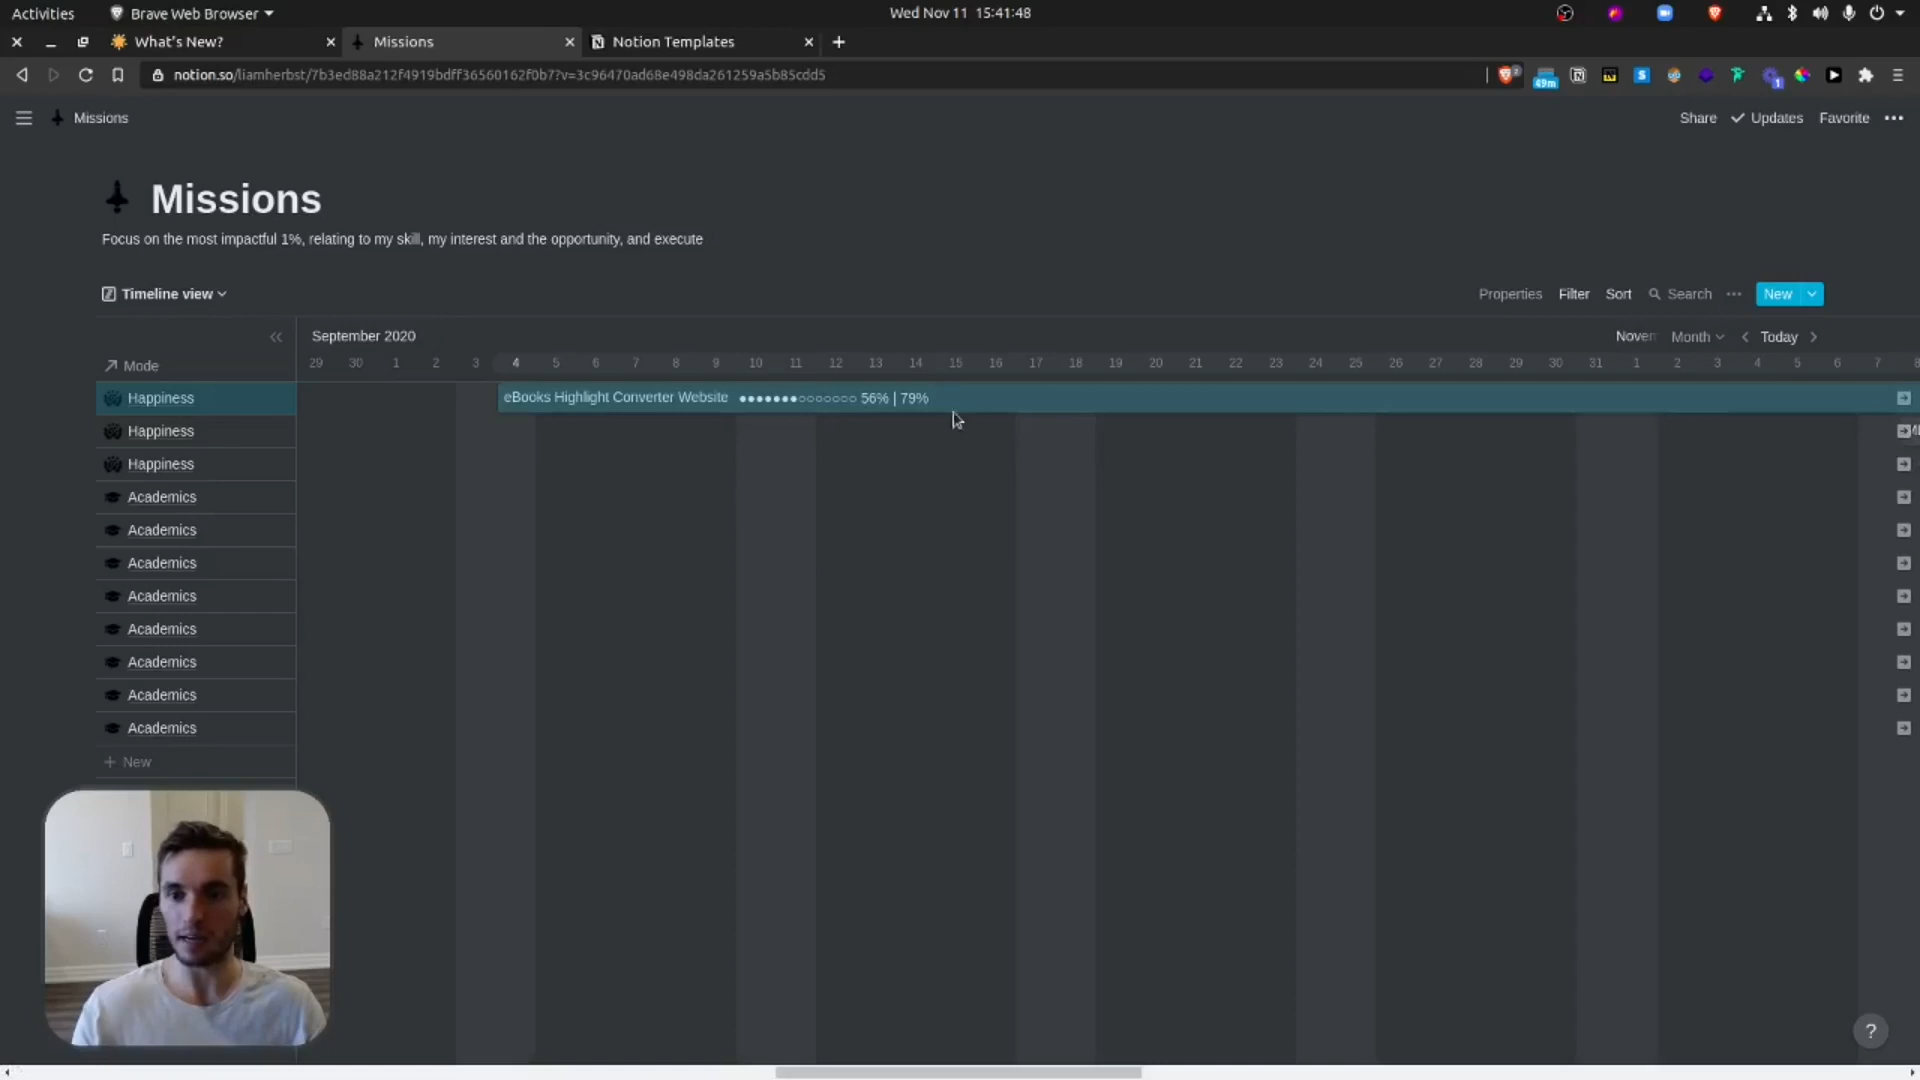 Activities
Brave Web Browser
Wed Nov 11 15:41:48
What's New?
Missions
Notion Templates
notion.so/liamherbst/7b3ed88a212f4919bdff36560162f0b7?v=3c96470ad68e498da261259a5b85cdd5
49m
1
Missions
Share
Updates
Favorite
Missions
Focus on the most impactful 1%, relating to my skill, my interest and the opportunity, and execute
Timeline view
Properties
Filter
Sort
Search
New
September 2020
Novem
Month
Today
Mode
29 30 1 2 3 4 5 6 7 8 9 10 11 12 13 14 15 16 17 18 19 20 21 22 23 24 25 26 27 28 29 30 31 1 2 3 4 5 6 7 8
Happiness
eBooks Highlight Converter Website ●●●●●●●○○○○○○○ 56% | 79%
Happiness
Happiness
Academics
Academics
Academics
Academics
Academics
Academics
Academics
Academics
+ New
?